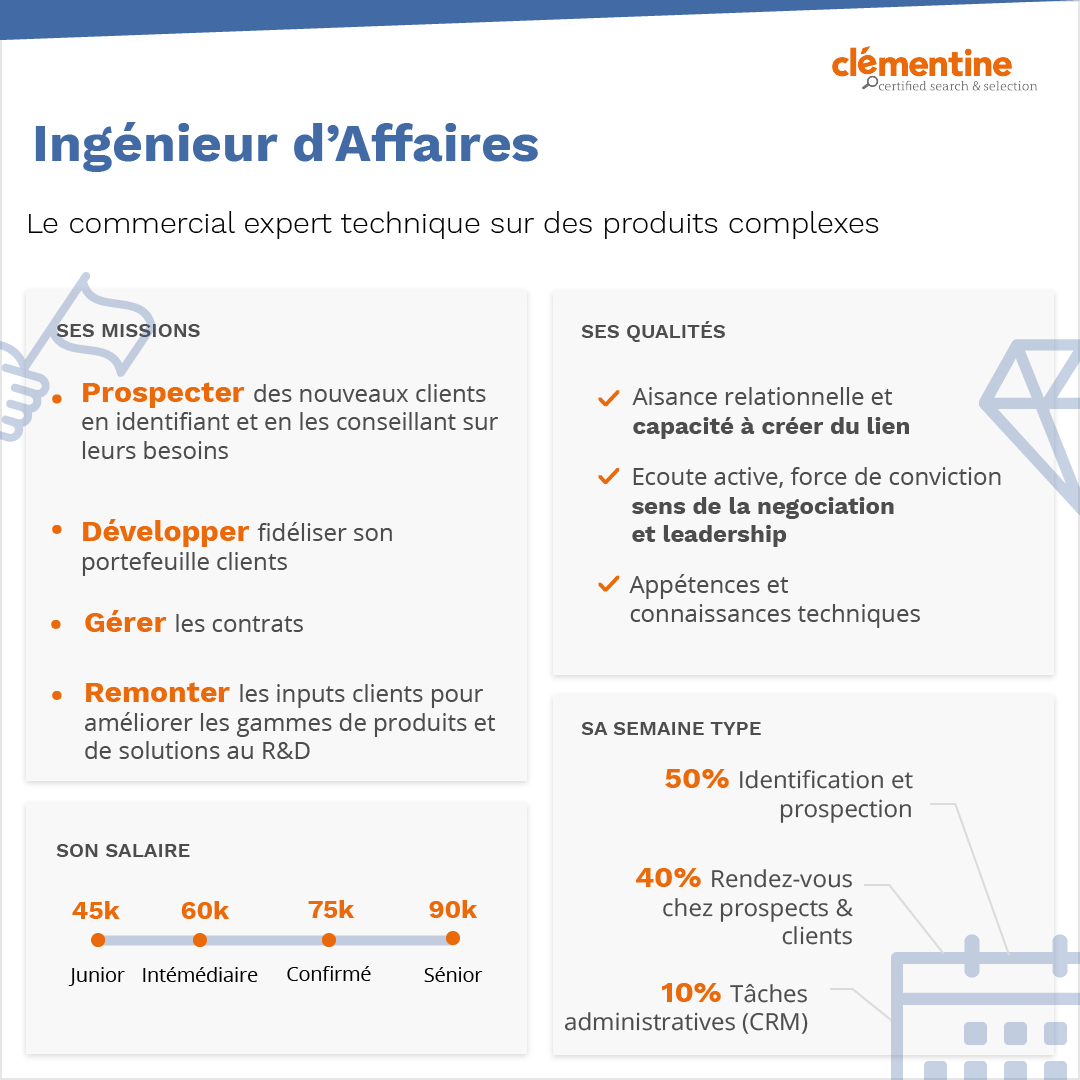 clémentine
certified search & selection
Ingénieur d’Affaires
Le commercial expert technique sur des produits complexes
SES MISSIONS
• Prospecter des nouveaux clients
en identifiant et en les conseillant sur
leurs besoins
• Développer fidéliser son
portefeuille clients
• Gérer les contrats
• Remonter les inputs clients pour
améliorer les gammes de produits et
de solutions au R&D
SON SALAIRE
45k 60k 75k 90k
Junior Intémédiaire Confirmé Sénior
SES QUALITÉS
Aisance relationnelle et
capacité à créer du lien
Ecoute active, force de conviction
sens de la negociation
et leadership
Appétences et
connaissances techniques
SA SEMAINE TYPE
50% Identification et
prospection
40% Rendez-vous
chez prospects &
clients
10% Tâches
administratives (CRM)